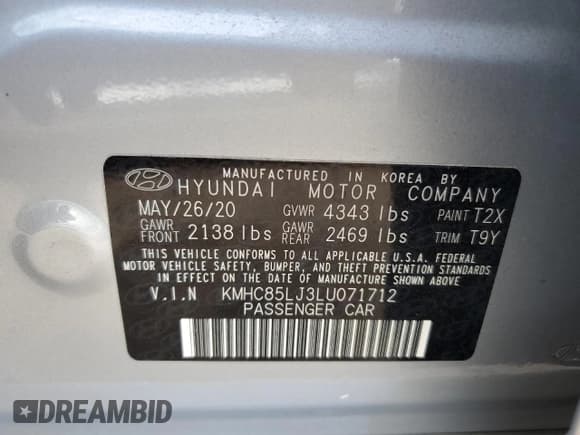 MANUFACTURED IN KOREA BY
HYUNDAI MOTOR COMPANY
MAY/26/20 GVWR 4343 lbs PAINT T2X
GAWR FRONT 2138 lbs GAWR REAR 2469 lbs TRIM T9Y
THIS VEHICLE CONFORMS TO ALL APPLICABLE U.S.A. FEDERAL
MOTOR VEHICLE SAFETY, BUMPER, AND THEFT PREVENTION STANDARDS
IN EFFECT ON THE DATE OF MANUFACTURE SHOWN ABOVE
V.I.N KMHC85LJ3LU071712
PASSENGER CAR
DREAMBID